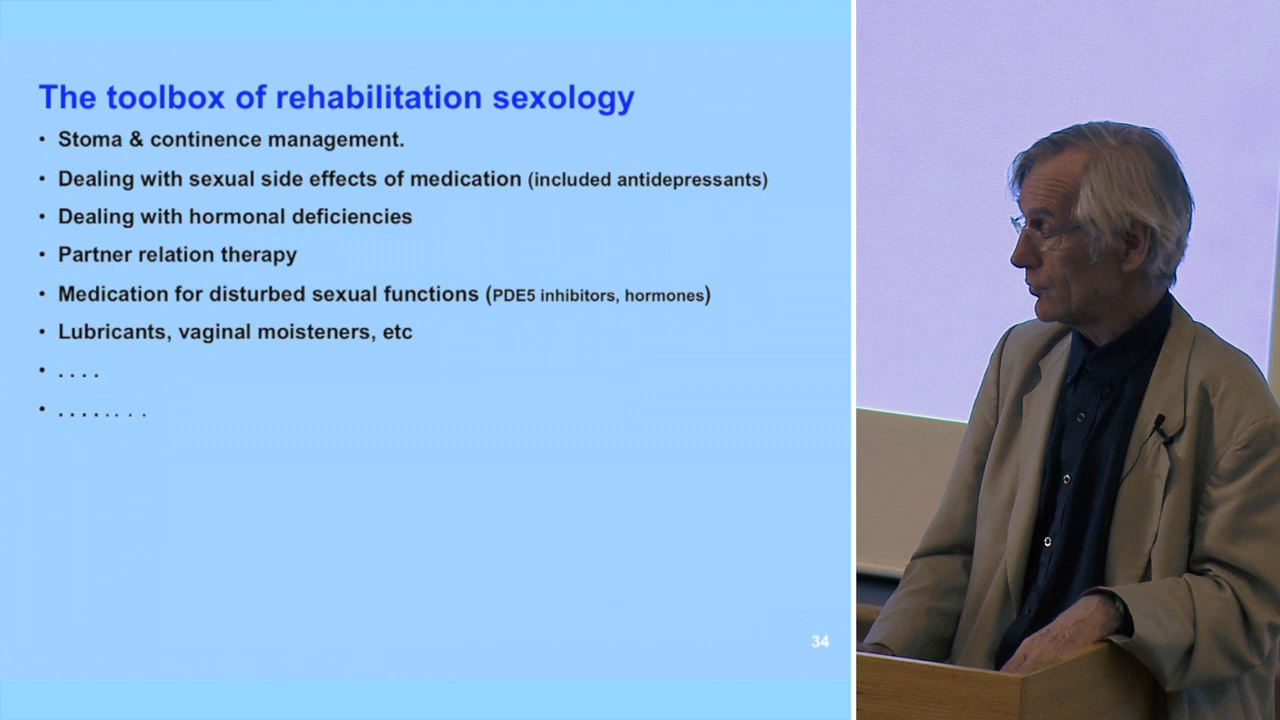 The toolbox of rehabilitation sexology
• Stoma & continence management.
• Dealing with sexual side effects of medication (included antidepressants)
• Dealing with hormonal deficiencies
• Partner relation therapy
• Medication for disturbed sexual functions (PDE5 inhibitors, hormones)
• Lubricants, vaginal moisteners, etc
• . . . .
• . . . . . . . .
34